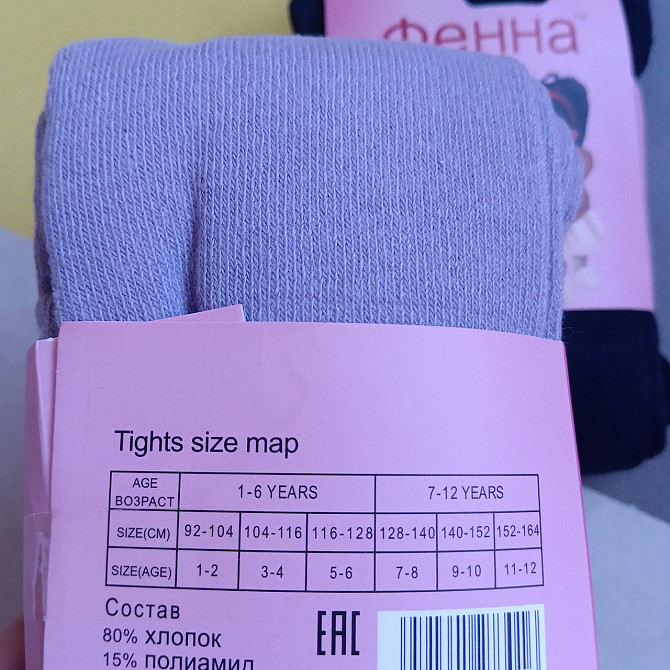 Фенна
Tights size map
AGE ВОЗРАСТ 1-6 YEARS 7-12 YEARS
SIZE(CM) 92-104 104-116 116-128 128-140 140-152 152-164
SIZE(AGE) 1-2 3-4 5-6 7-8 9-10 11-12
Состав
80% хлопок
15% полиамид
EAC